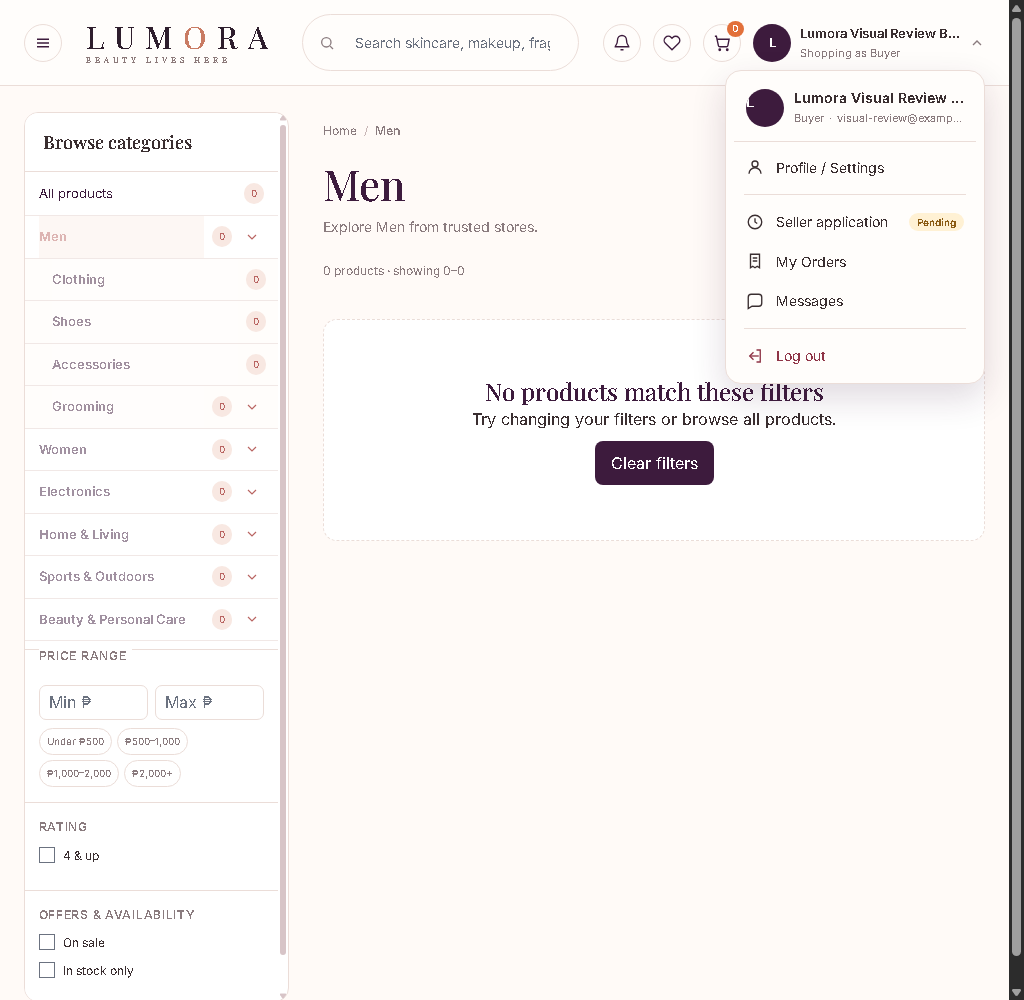 LUMORA
BEAUTY LIVES HERE
Search skincare, makeup, frag
8
L
Lumora Visual Review B...
Shopping as Buyer
L
Lumora Visual Review ...
Buyer · visual-review@examp...
Profile / Settings
Seller application
Pending
My Orders
Messages
Log out
Browse categories
All products 0
Men 0
Clothing 0
Shoes 0
Accessories 0
Grooming 0
Women 0
Electronics 0
Home & Living 0
Sports & Outdoors 0
Beauty & Personal Care 0
PRICE RANGE
Min ₱
Max ₱
Under ₱500
₱500–1,000
₱1,000–2,000
₱2,000+
RATING
4 & up
OFFERS & AVAILABILITY
On sale
In stock only
Home / Men
Men
Explore Men from trusted stores.
0 products · showing 0–0
No products match these filters
Try changing your filters or browse all products.
Clear filters